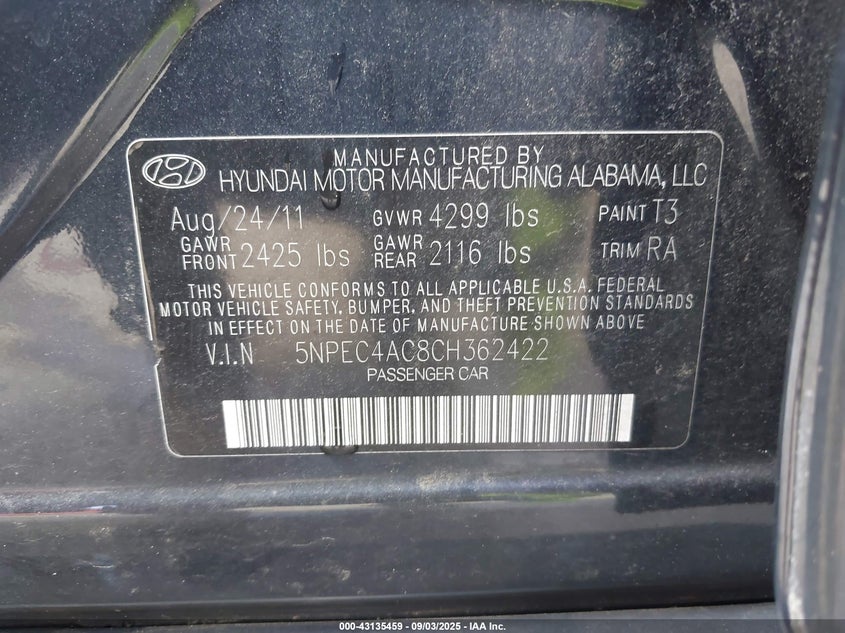 MANUFACTURED BY
HYUNDAI MOTOR MANUFACTURING ALABAMA, LLC
Aug/24/11 GVWR 4299 lbs PAINT T3
GAWR FRONT 2425 lbs GAWR REAR 2116 lbs TRIM RA
THIS VEHICLE CONFORMS TO ALL APPLICABLE U.S.A. FEDERAL
MOTOR VEHICLE SAFETY, BUMPER, AND THEFT PREVENTION STANDARDS
IN EFFECT ON THE DATE OF MANUFACTURE SHOWN ABOVE
V.I.N 5NPEC4AC8CH362422
PASSENGER CAR
000-43135459 - 09/03/2025 - IAA Inc.